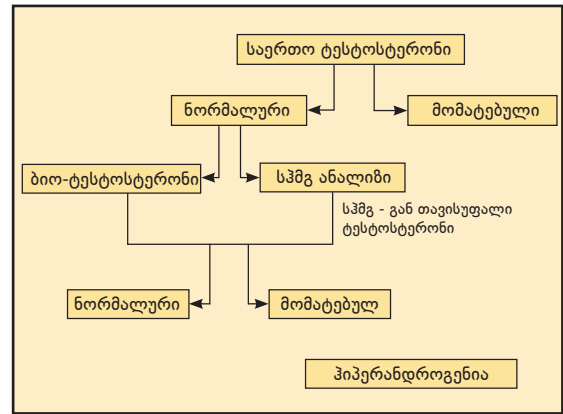 საერთო ტესტოსტერონი
ნორმალური
მომატებული
ბიო-ტესტოსტერონი
სჰმგ ანალიზი
სჰმგ - გან თავისუფალი
ტესტოსტერონი
ნორმალური
მომატებულ
ჰიპერანდროგენია